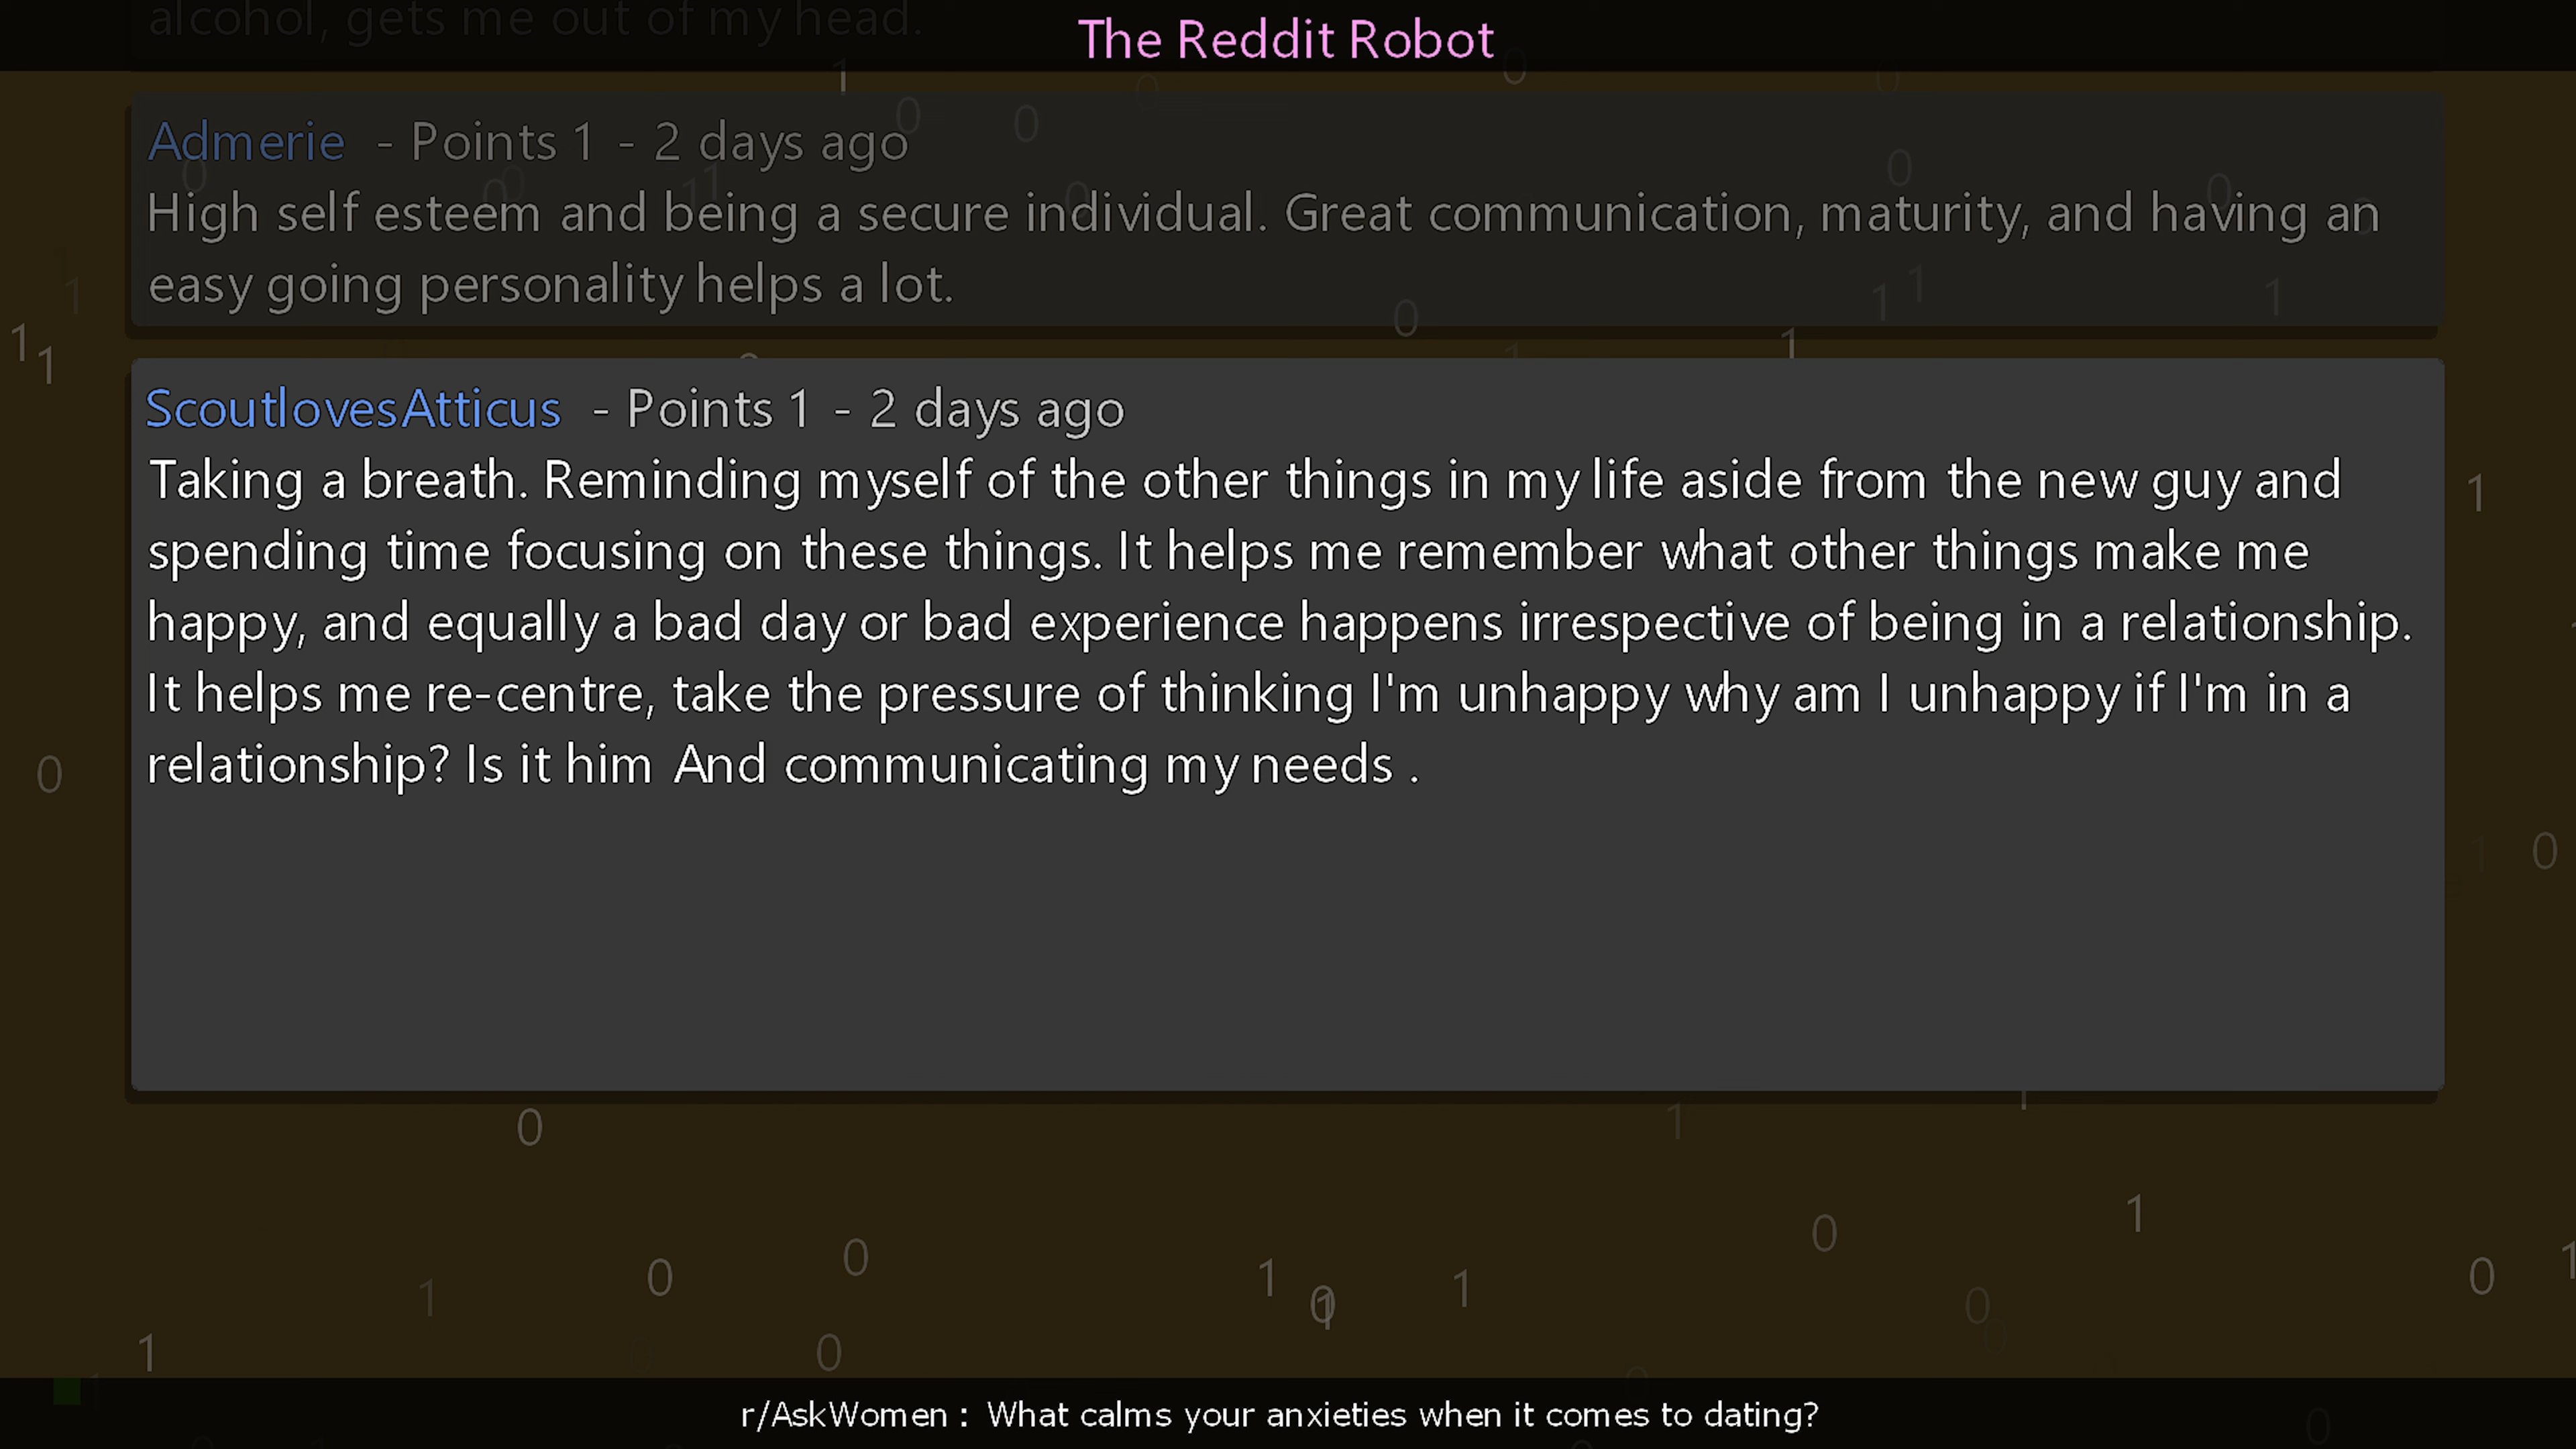 alcohol, gets me out of my head.
The Reddit Robot
Admerie - Points 1 - 2 days ago
High self esteem and being a secure individual. Great communication, maturity, and having an
easy going personality helps a lot.
ScoutlovesAtticus - Points 1 - 2 days ago
Taking a breath. Reminding myself of the other things in my life aside from the new guy and
spending time focusing on these things. It helps me remember what other things make me
happy, and equally a bad day or bad experience happens irrespective of being in a relationship.
It helps me re-centre, take the pressure of thinking I'm unhappy why am I unhappy if I'm in a
relationship? Is it him And communicating my needs .
r/AskWomen : What calms your anxieties when it comes to dating?